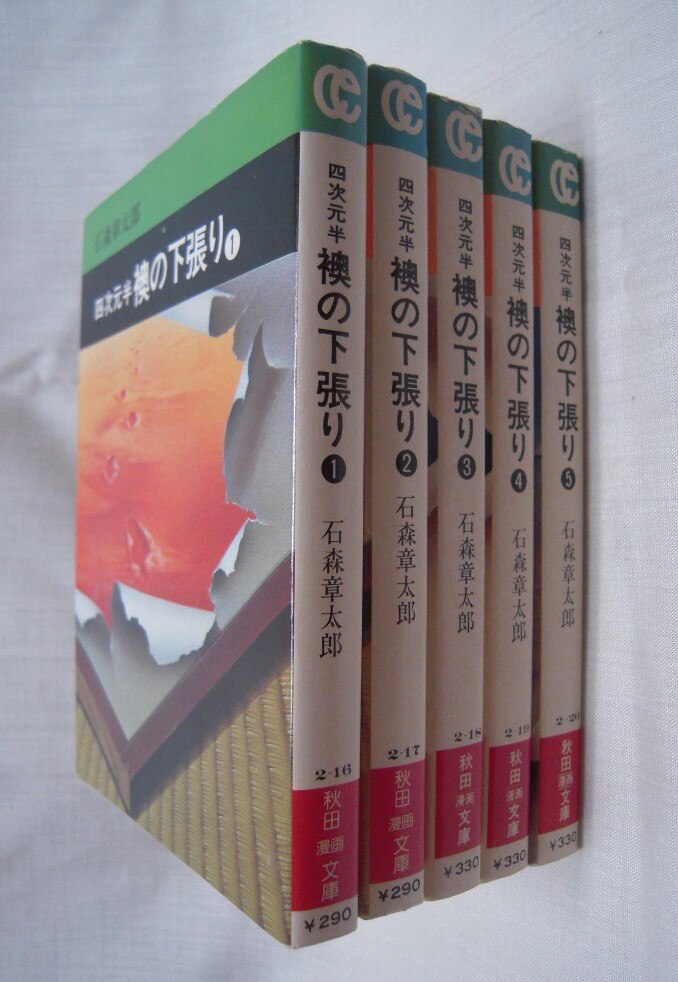 石森章太郎
四次元半 襖の下張り 1
四次元半 襖の下張り 1 石森章太郎
2-16
秋田漫画文庫
¥290
四次元半 襖の下張り 2 石森章太郎
2-17
秋田漫画文庫
¥290
四次元半 襖の下張り 3 石森章太郎
2-18
秋田漫画文庫
¥330
四次元半 襖の下張り 4 石森章太郎
2-19
秋田漫画文庫
¥330
四次元半 襖の下張り 5 石森章太郎
2-20
秋田漫画文庫
¥330